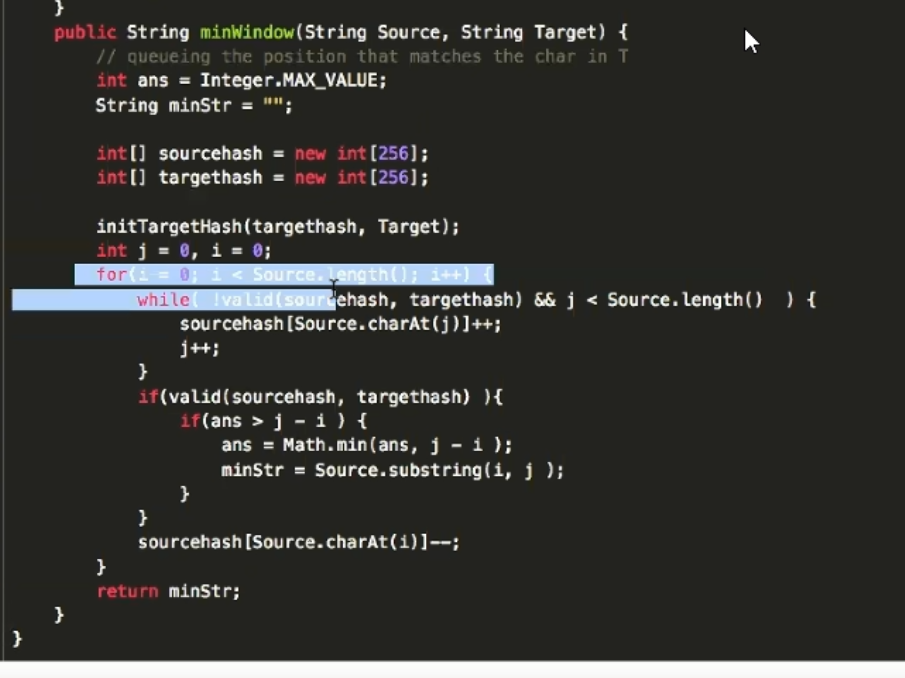 }
public String minWindow(String Source, String Target) {
// queueing the position that matches the char in T
int ans = Integer.MAX_VALUE;
String minStr = "";
int[] sourcehash = new int[256];
int[] targethash = new int[256];
initTargetHash(targethash, Target);
int j = 0, i = 0;
for(i = 0; i < Source.length(); i++) {
while( !valid(sourcehash, targethash) && j < Source.length()  ) {
sourcehash[Source.charAt(j)]++;
j++;
}
if(valid(sourcehash, targethash) ){
if(ans > j - i ) {
ans = Math.min(ans, j - i );
minStr = Source.substring(i, j );
}
}
sourcehash[Source.charAt(i)]--;
}
return minStr;
}
}